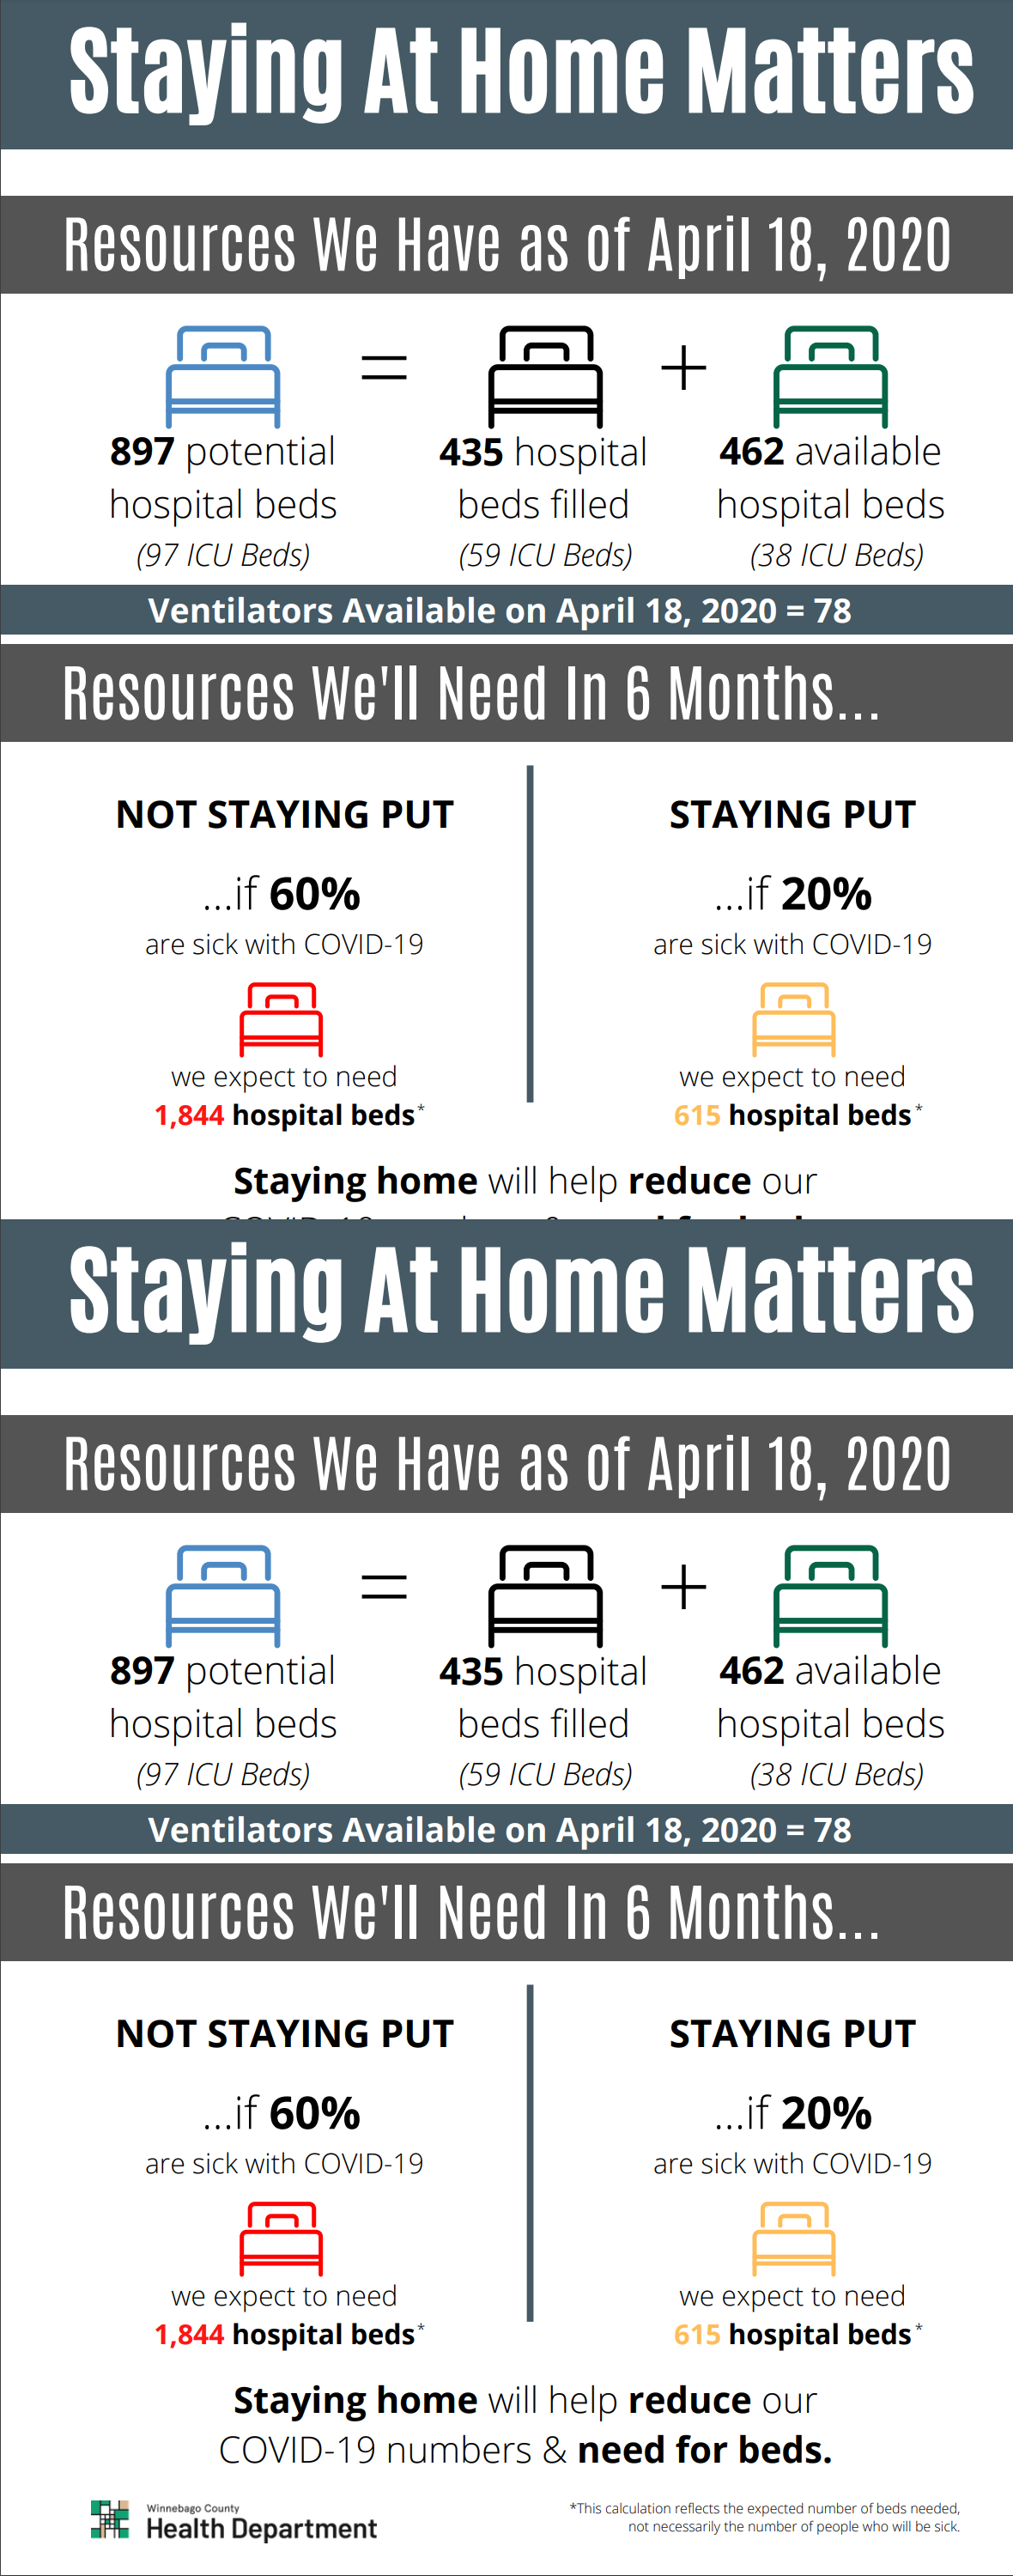 Staying At Home Matters
Resources We Have as of April 18, 2020
= +
897 potential
hospital beds
(97 ICU Beds)
435 hospital
beds filled
(59 ICU Beds)
462 available
hospital beds
(38 ICU Beds)
Ventilators Available on April 18, 2020 = 78
Resources We'll Need In 6 Months...
NOT STAYING PUT
...if 60%
are sick with COVID-19
we expect to need
1,844 hospital beds*
STAYING PUT
...if 20%
are sick with COVID-19
we expect to need
615 hospital beds*
Staying home will help reduce our
Staying At Home Matters
Resources We Have as of April 18, 2020
= +
897 potential
hospital beds
(97 ICU Beds)
435 hospital
beds filled
(59 ICU Beds)
462 available
hospital beds
(38 ICU Beds)
Ventilators Available on April 18, 2020 = 78
Resources We'll Need In 6 Months...
NOT STAYING PUT
...if 60%
are sick with COVID-19
we expect to need
1,844 hospital beds*
STAYING PUT
...if 20%
are sick with COVID-19
we expect to need
615 hospital beds*
Staying home will help reduce our
COVID-19 numbers & need for beds.
Winnebago County
Health Department
*This calculation reflects the expected number of beds needed,
not necessarily the number of people who will be sick.